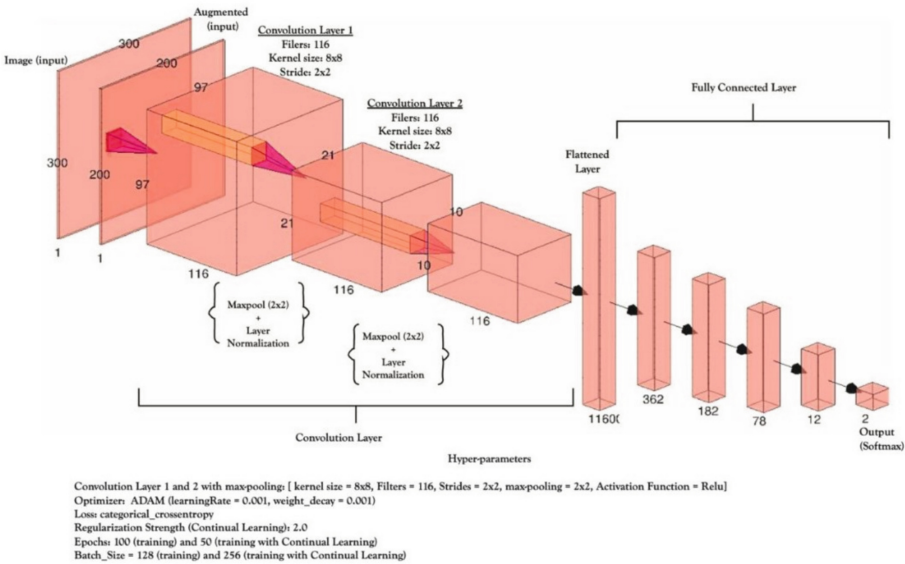 Image (input)
Augmented
(input)
300
200
97
300
200
97
1
1
116
Convolution Layer 1
Filers: 116
Kernel size: 8x8
Stride: 2x2
21
21
116
Convolution Layer 2
Filers: 116
Kernel size: 8x8
Stride: 2x2
10
10
116
Maxpool (2x2)
+
Layer
Normalization
Maxpool (2x2)
+
Layer
Normalization
Convolution Layer
Flattened
Layer
Fully Connected Layer
11600
362
182
78
12
2
Output
(Softmax)
Hyper-parameters
Convolution Layer 1 and 2 with max-pooling: [ kernel size = 8x8, Filters = 116, Strides = 2x2, max-pooling = 2x2, Activation Function = Relu]
Optimizer: ADAM (learningRate = 0.001, weight_decay = 0.001)
Loss: categorical_crossentropy
Regularization Strength (Continual Learning): 2.0
Epochs: 100 (training) and 50 (training with Continual Learning)
Batch_Size = 128 (training) and 256 (training with Continual Learning)